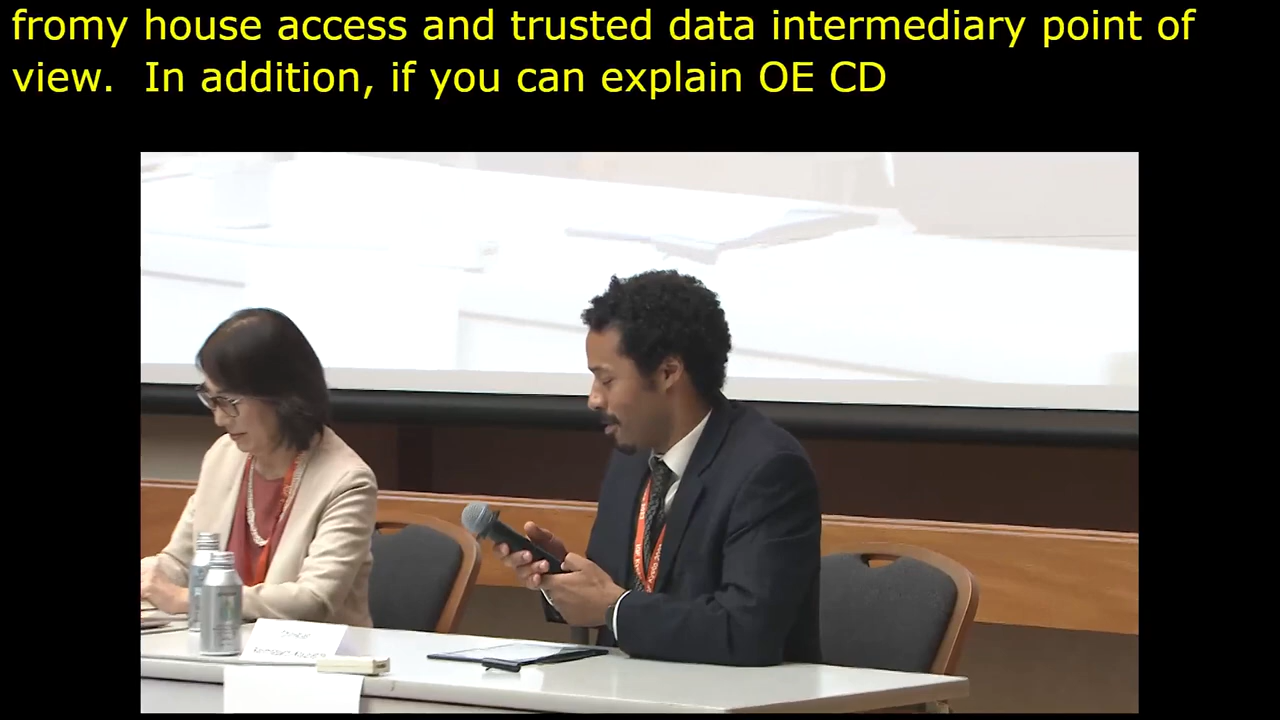 fromy house access and trusted data intermediary point of
view.  In addition, if you can explain OE CD